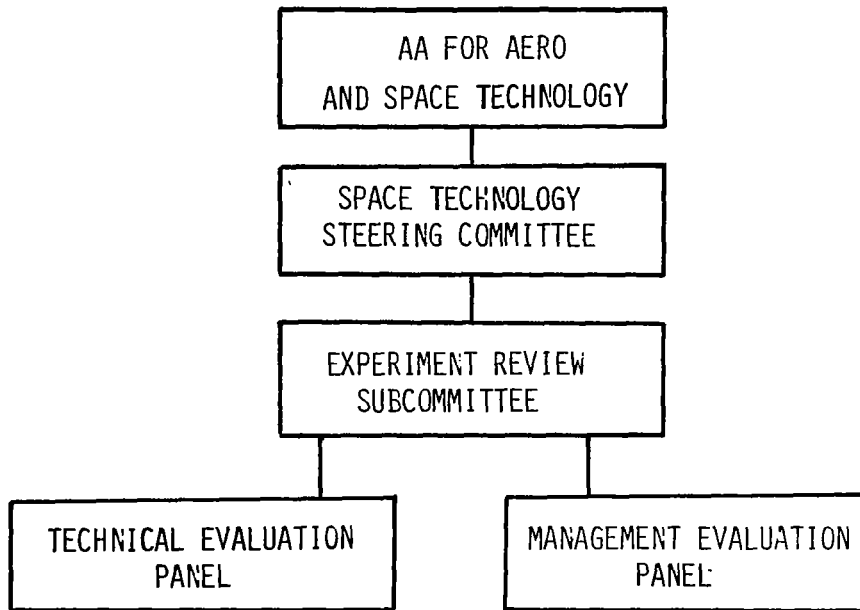 AA FOR AERO
AND SPACE TECHNOLOGY
SPACE TECHNOLOGY
STEERING COMMITTEE
EXPERIMENT REVIEW
SUBCOMMITTEE
TECHNICAL EVALUATION
PANEL
MANAGEMENT EVALUATION
PANEL